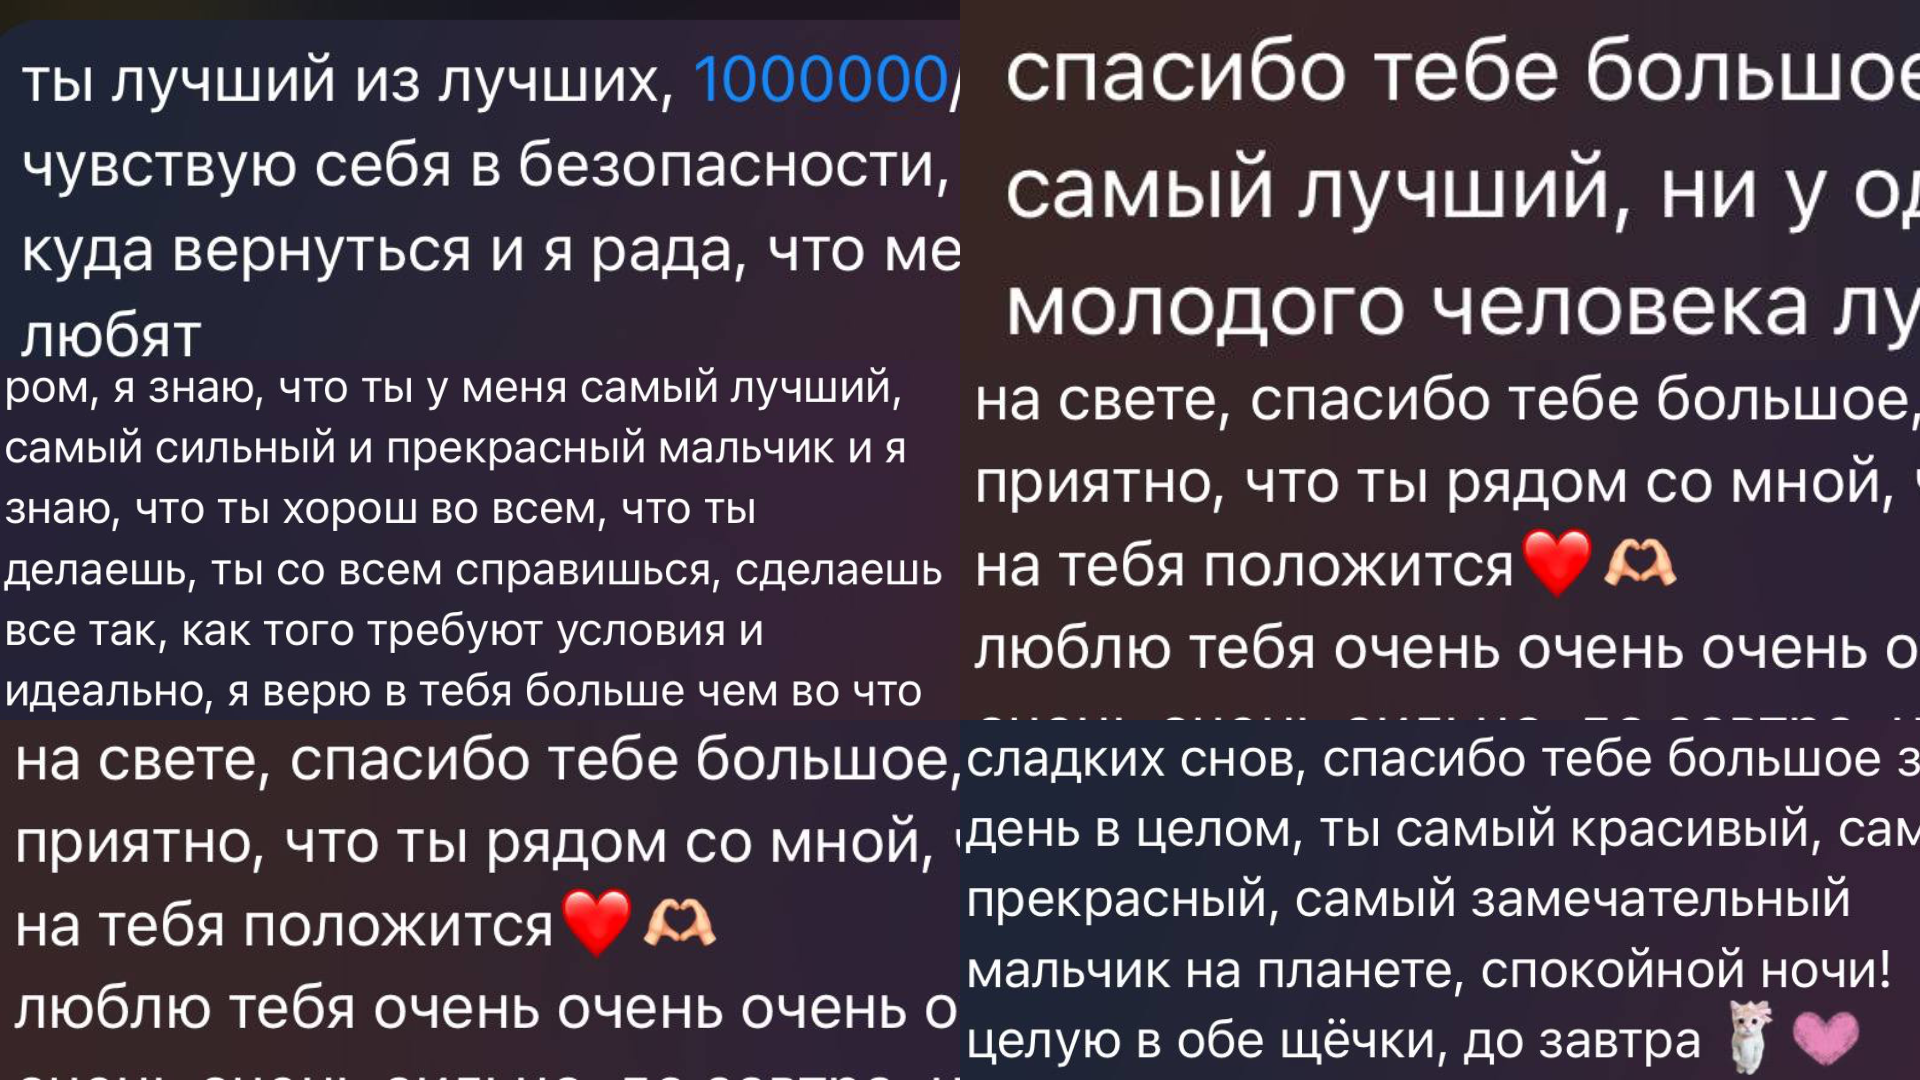 ты лучший из лучших, 1000000/
чувствую себя в безопасности,
куда вернуться и я рада, что ме
любят
ром, я знаю, что ты у меня самый лучший,
самый сильный и прекрасный мальчик и я
знаю, что ты хорош во всем, что ты
делаешь, ты со всем справишься, сделаешь
все так, как того требуют условия и
идеально, я верю в тебя больше чем во что
на свете, спасибо тебе большое,
приятно, что ты рядом со мной,
на тебя положится❤️🫶🏻
люблю тебя очень очень очень о
спасибо тебе большое
самый лучший, ни у од
молодого человека лу
на свете, спасибо тебе большое,
приятно, что ты рядом со мной,
на тебя положится❤️🫶🏻
люблю тебя очень очень очень о
сладких снов, спасибо тебе большое з
день в целом, ты самый красивый, сам
прекрасный, самый замечательный
мальчик на планете, спокойной ночи!
целую в обе щёчки, до завтра